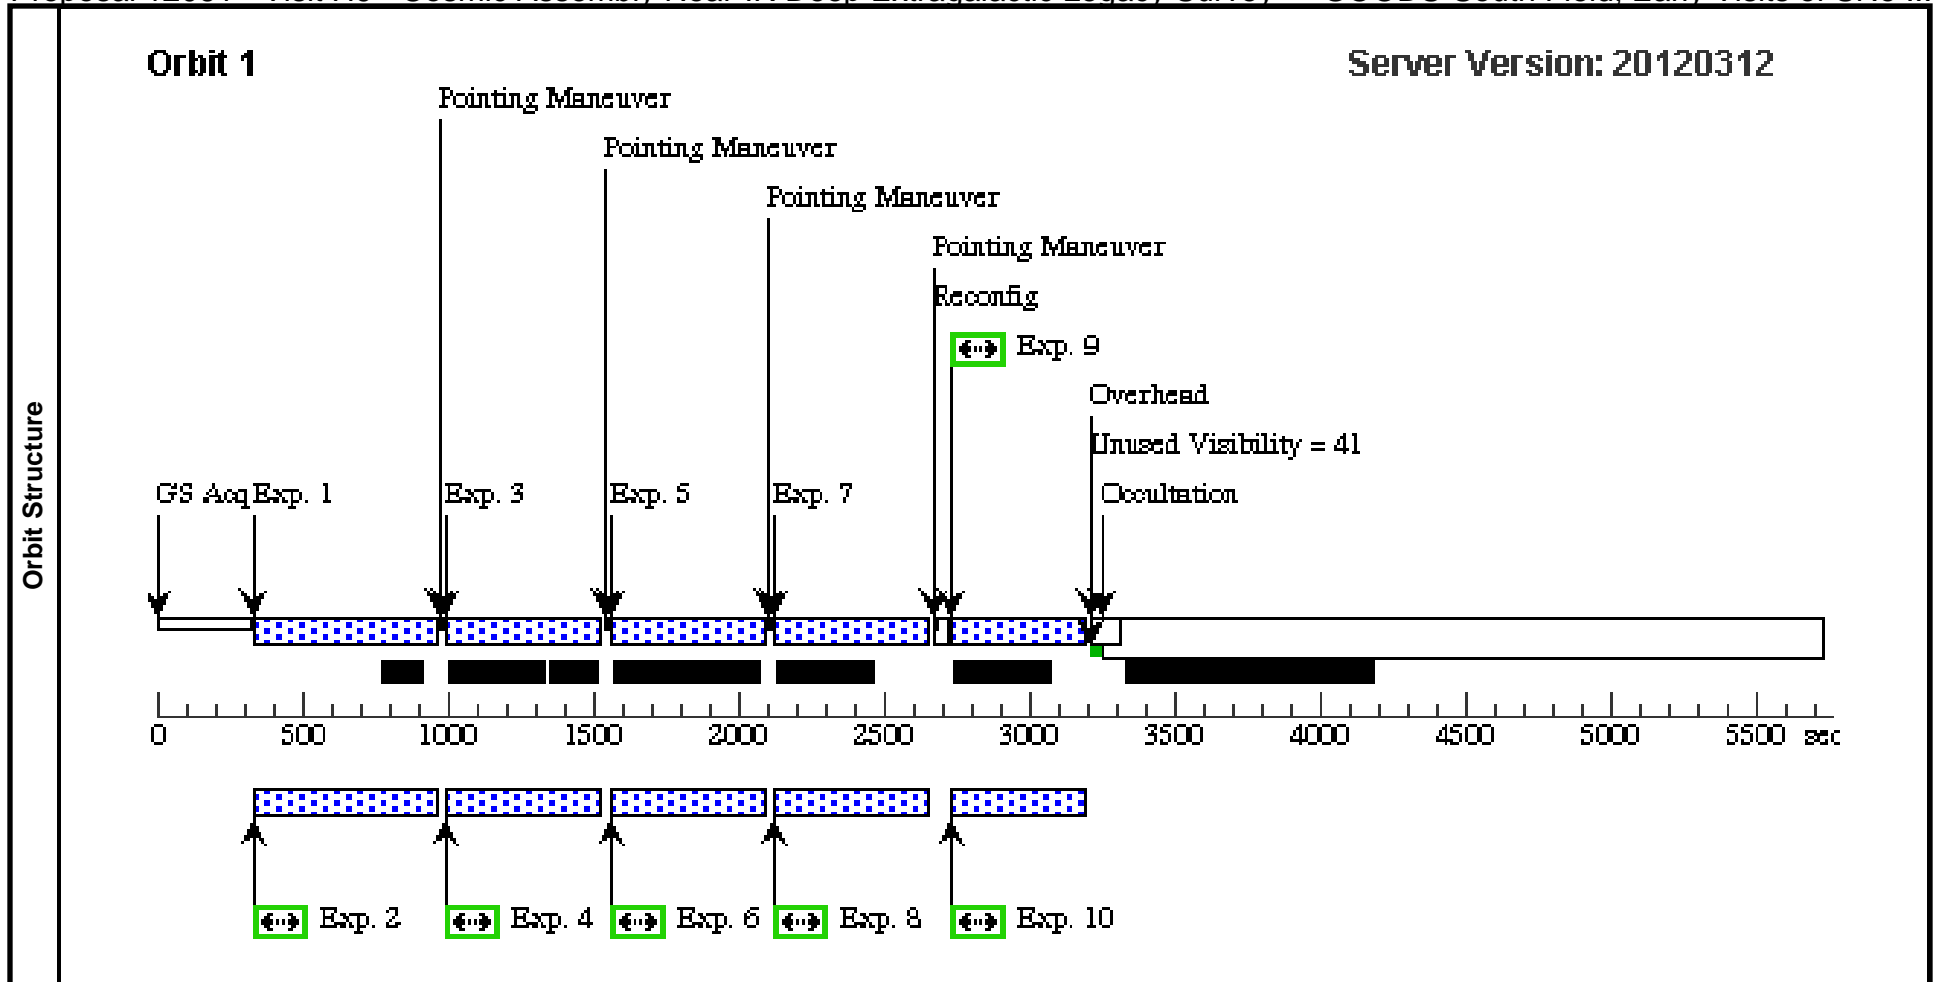 Orbit Structure
Orbit 1
Server Version: 20120312
Pointing Maneuver
Pointing Maneuver
Pointing Maneuver
Pointing Maneuver
Reconfig
Exp. 9
Overhead
Unused Visibility = 41
GS Acq Exp. 1 Exp. 3 Exp. 5 Exp. 7 Occultation
0 500 1000 1500 2000 2500 3000 3500 4000 4500 5000 5500 sec
Exp. 2 Exp. 4 Exp. 6 Exp. 8 Exp. 10